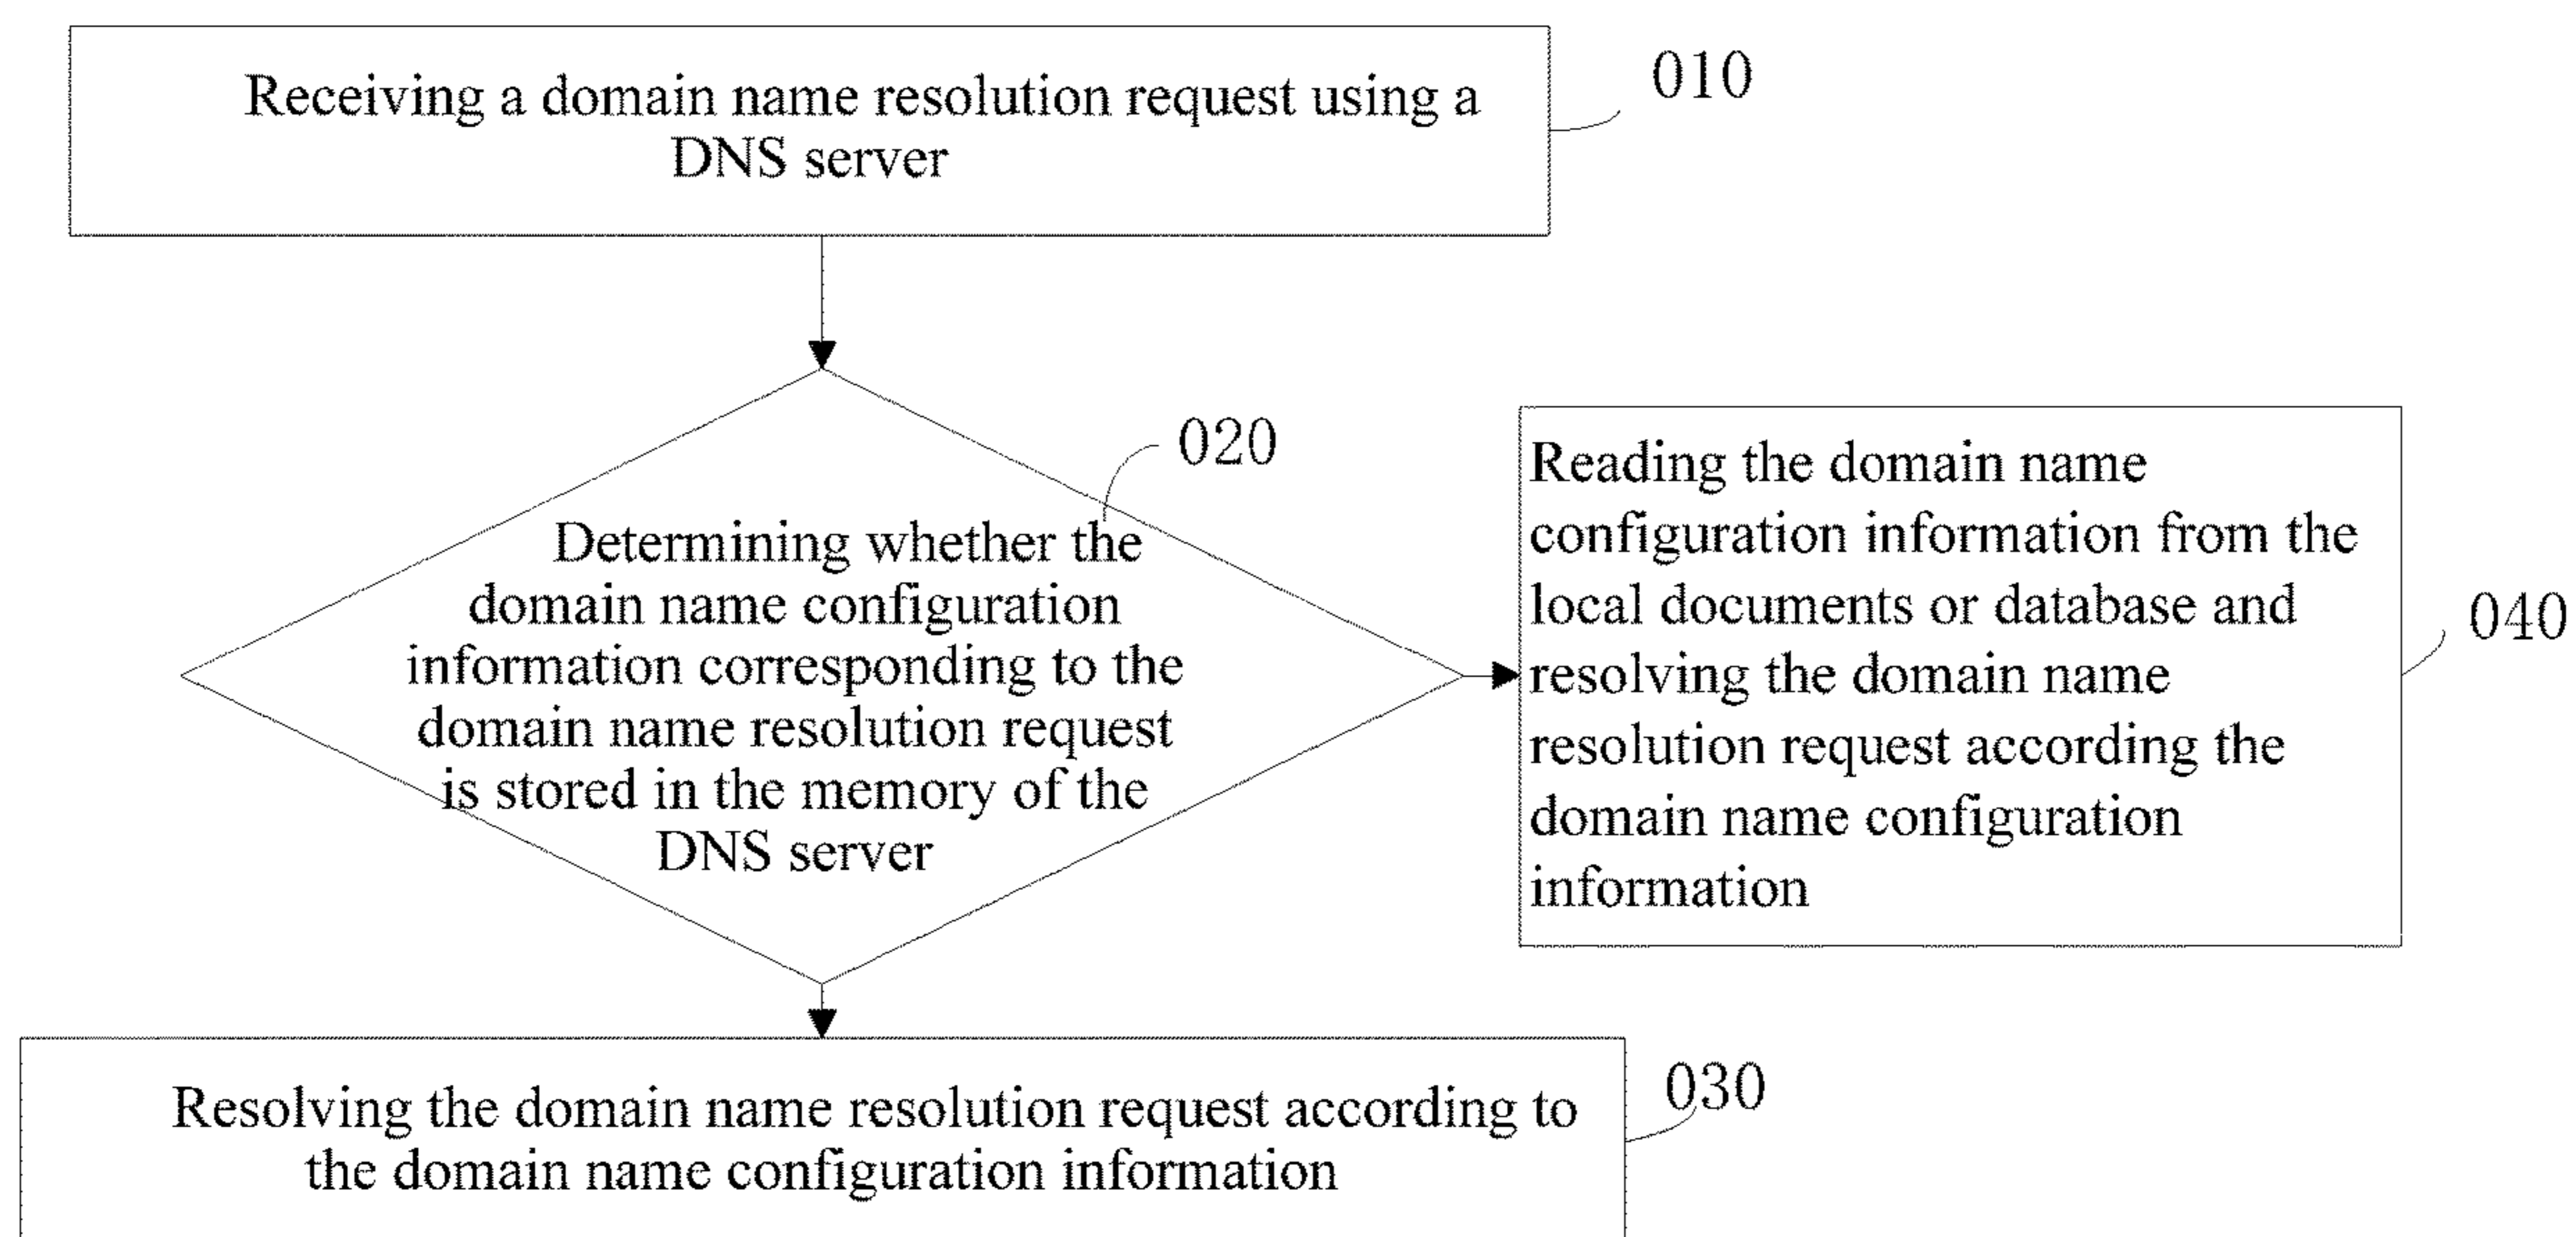 Receiving a domain name resolution request using a
DNS server
010
020
Determining whether the
domain name configuration
information corresponding to the
domain name resolution request
is stored in the memory of the
DNS server
Reading the domain name
configuration information from the
local documents or database and
resolving the domain name
resolution request according the
domain name configuration
information
040
Resolving the domain name resolution request according to
the domain name configuration information
030